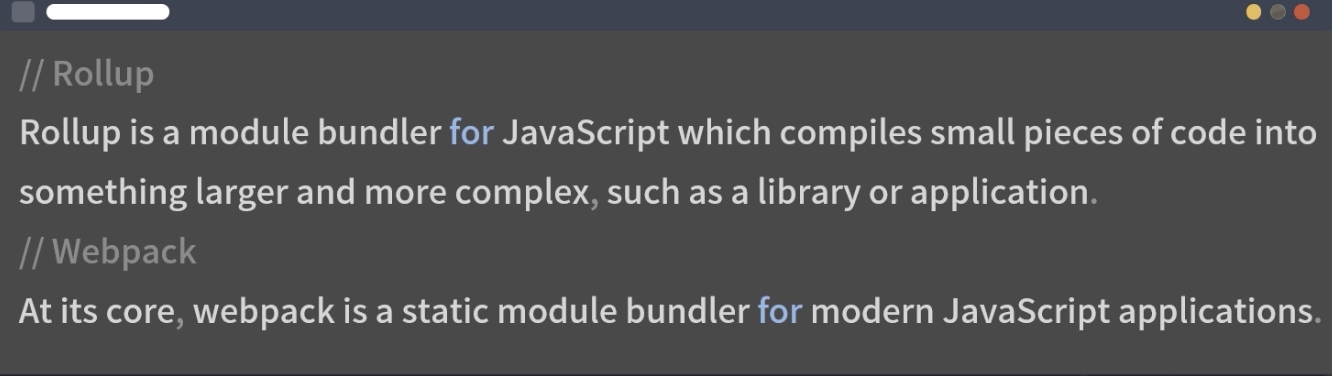 // Rollup
Rollup is a module bundler for JavaScript which compiles small pieces of code into
something larger and more complex, such as a library or application.
// Webpack
At its core, webpack is a static module bundler for modern JavaScript applications.